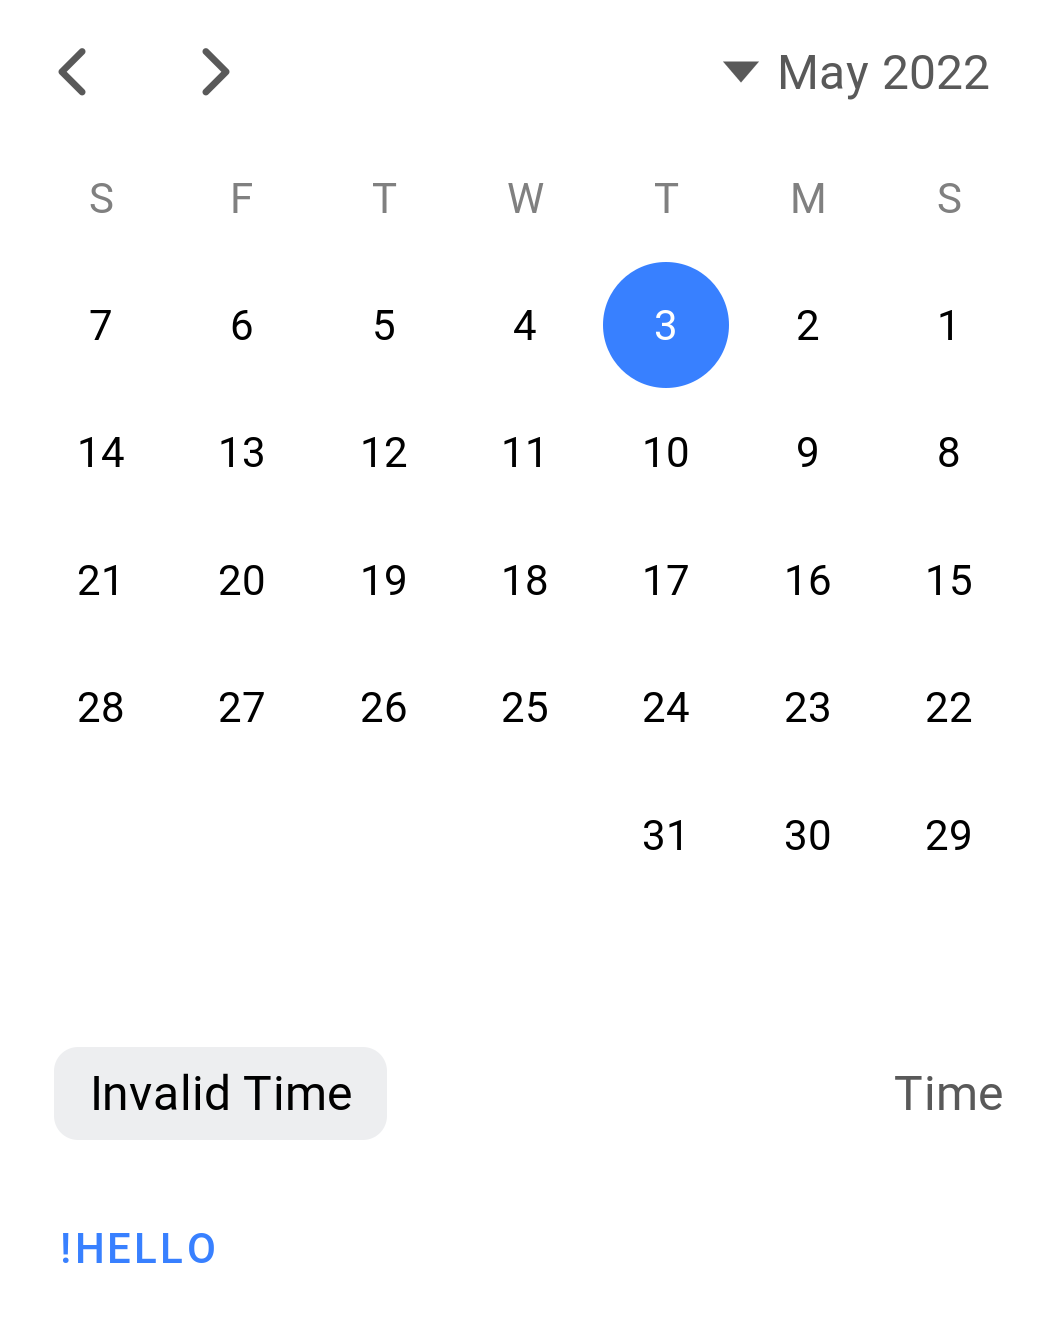 May 2022
S F T W T M S
7 6 5 4 3 2 1
14 13 12 11 10 9 8
21 20 19 18 17 16 15
28 27 26 25 24 23 22
31 30 29
Invalid Time Time
!HELLO